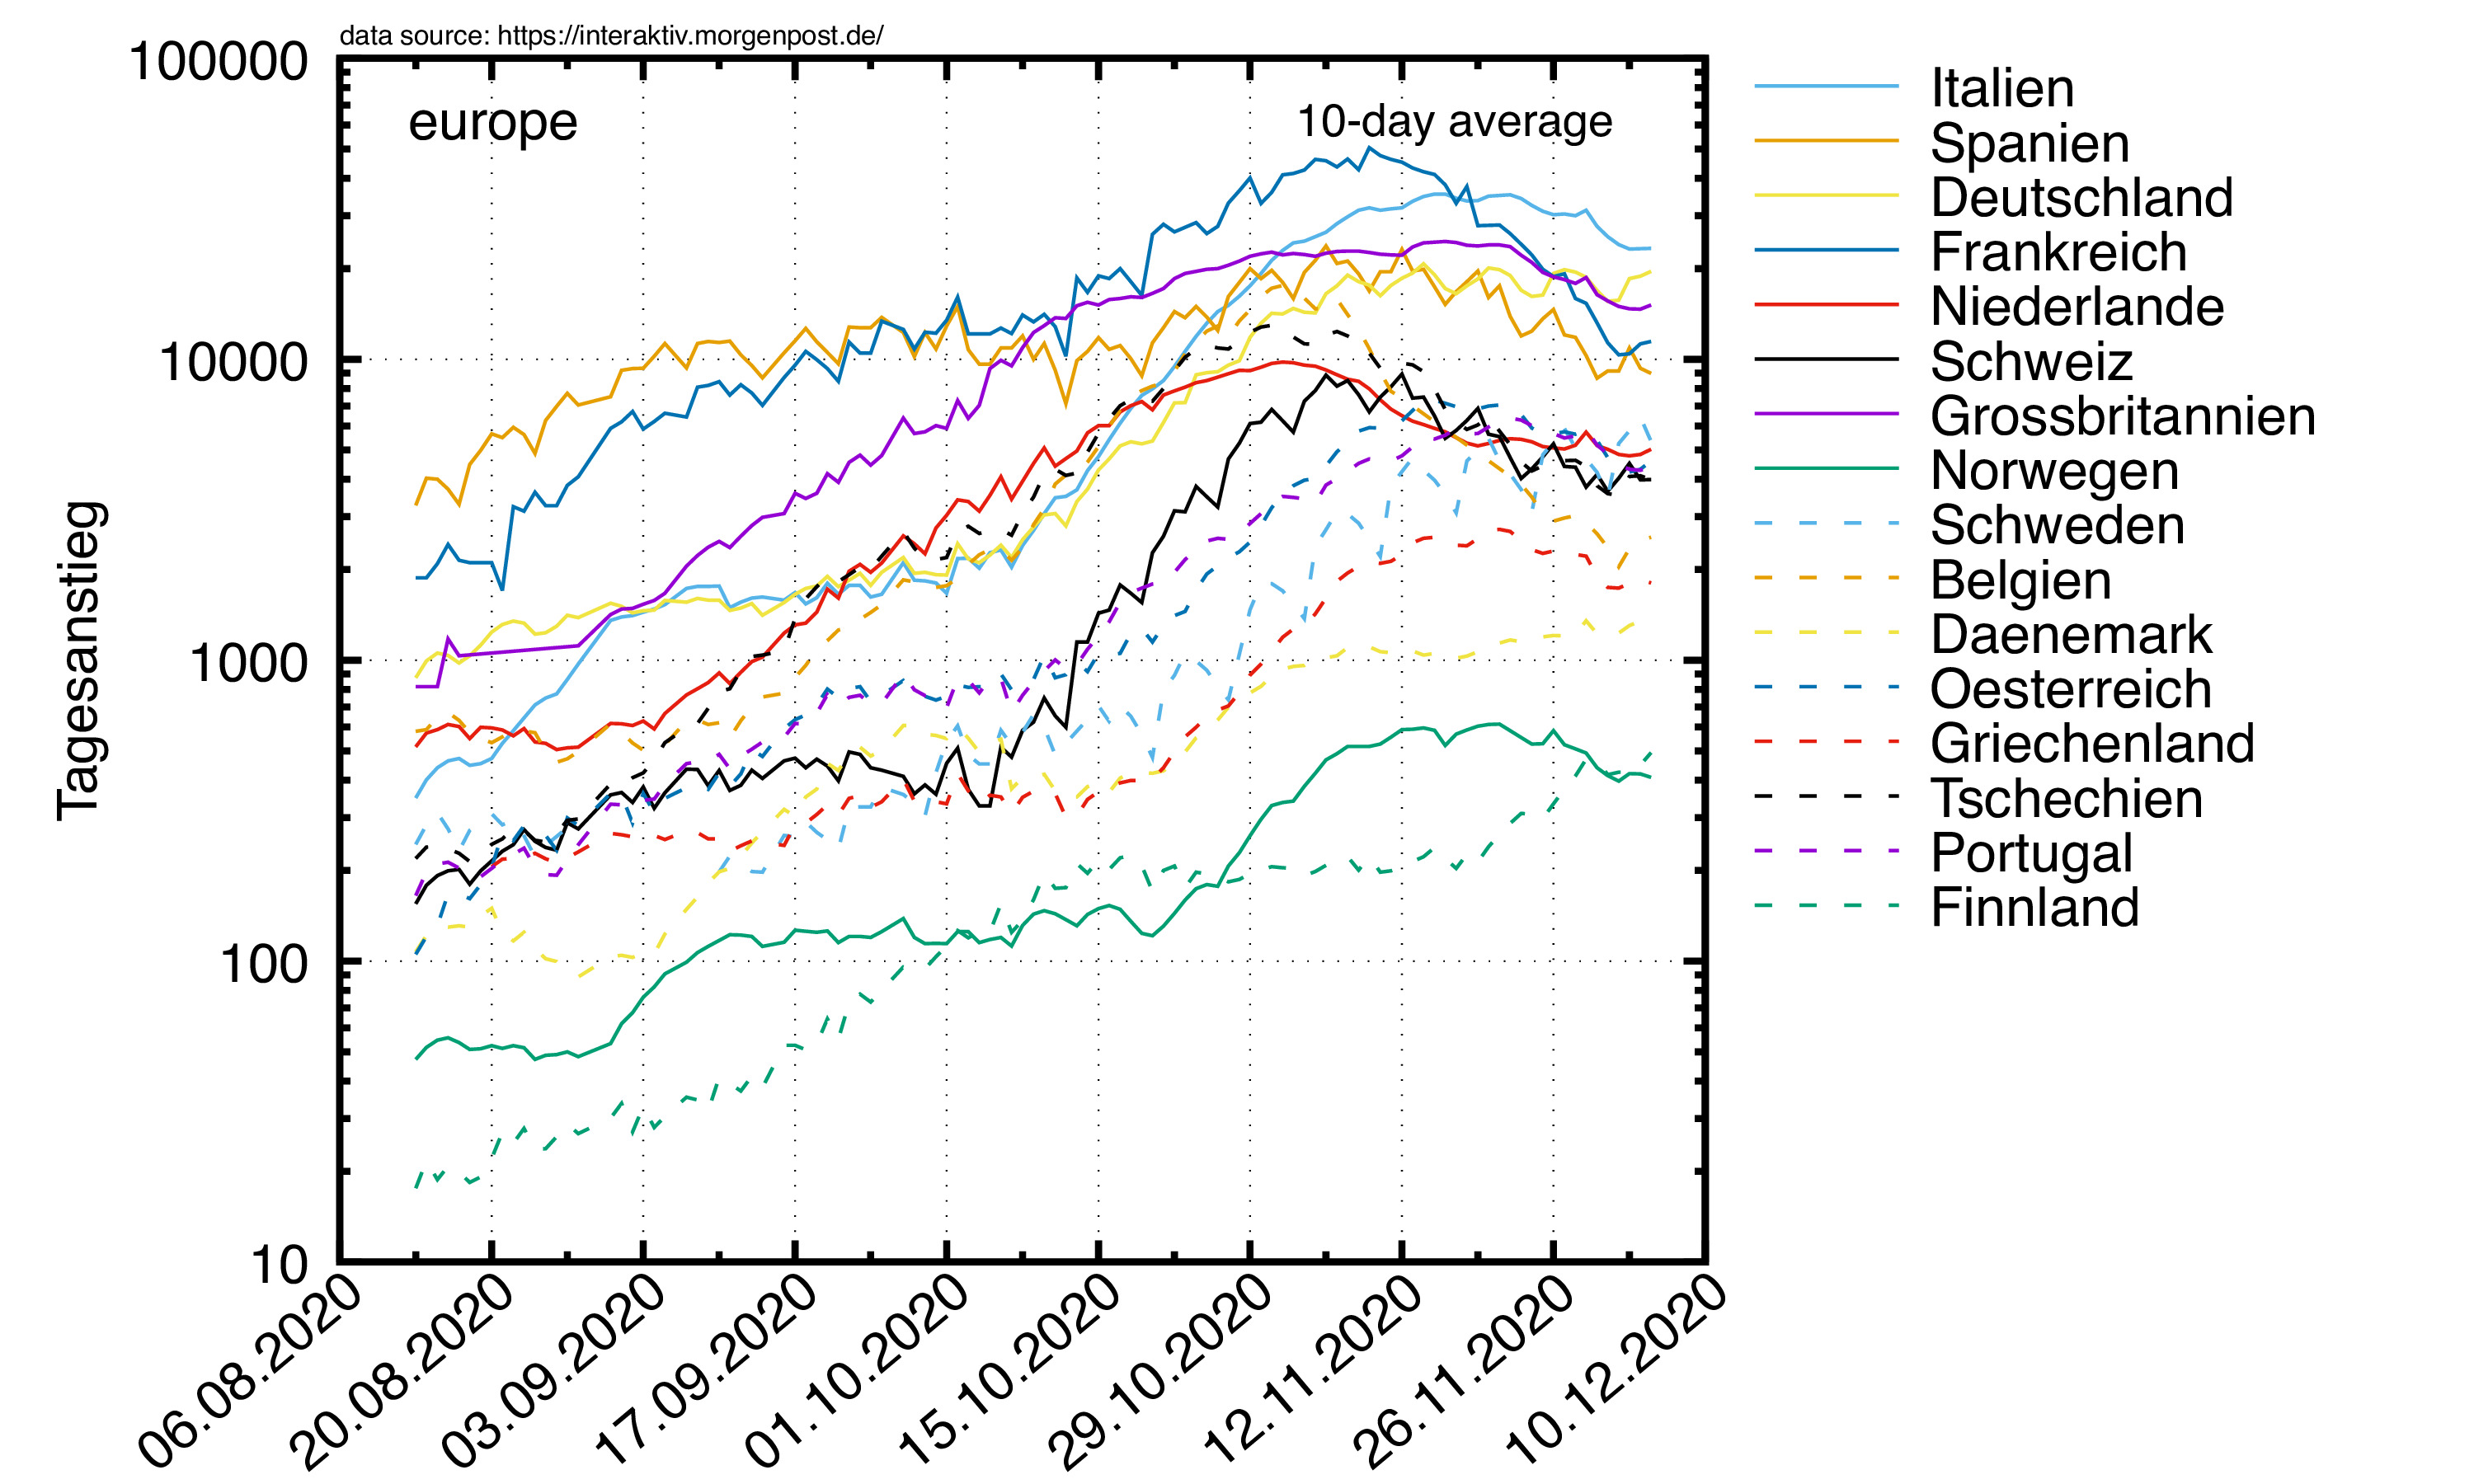 data source: https://interaktiv.morgenpost.de/
europe
10-day average
Tagesanstieg
100000
10000
1000
100
10
06.08.2020
20.08.2020
03.09.2020
17.09.2020
01.10.2020
15.10.2020
29.10.2020
12.11.2020
26.11.2020
10.12.2020
Italien
Spanien
Deutschland
Frankreich
Niederlande
Schweiz
Grossbritannien
Norwegen
Schweden
Belgien
Daenemark
Oesterreich
Griechenland
Tschechien
Portugal
Finnland